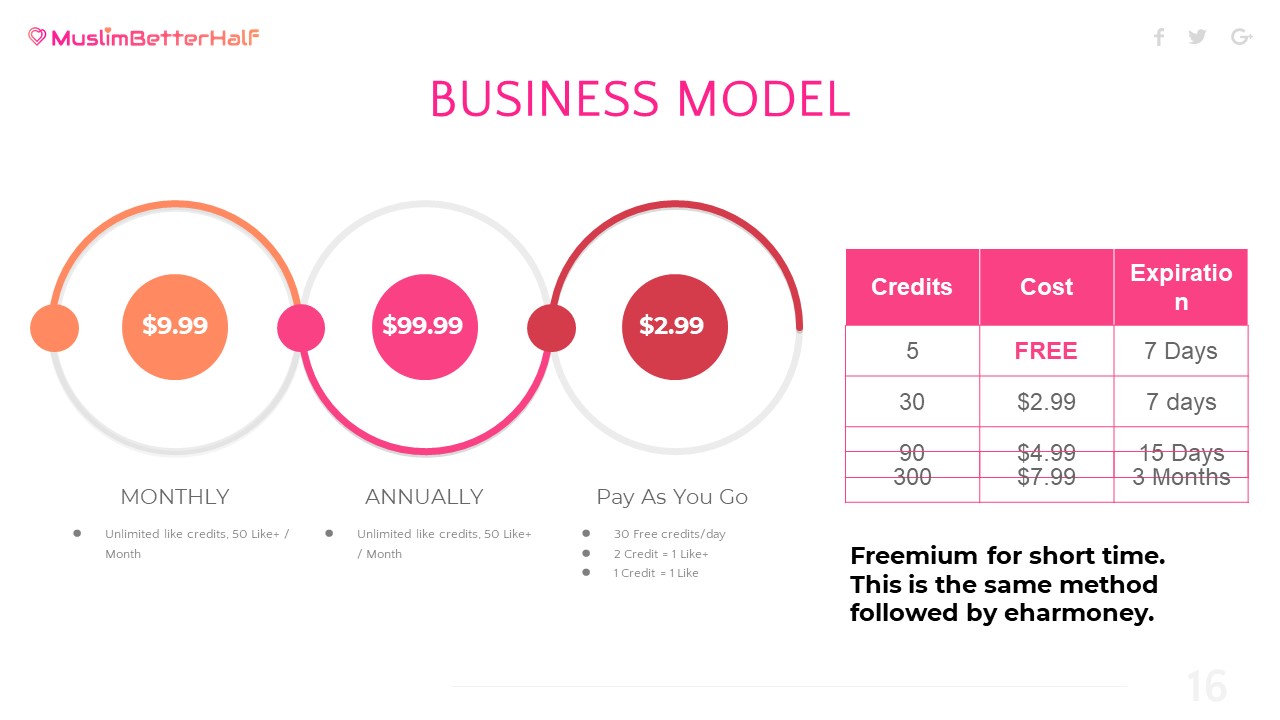 MuslimBetterHalf
BUSINESS MODEL
$9.99
$99.99
$2.99
MONTHLY
Unlimited like credits, 50 Like+ /
Month
ANNUALLY
Unlimited like credits, 50 Like+
/ Month
Pay As You Go
30 Free credits/day
2 Credit = 1 Like+
1 Credit = 1 Like
Credits Cost Expiratio
n
5 FREE 7 Days
30 $2.99 7 days
90 $4.99 15 Days
300 $7.99 3 Months
Freemium for short time.
This is the same method
followed by eharmoney.
16